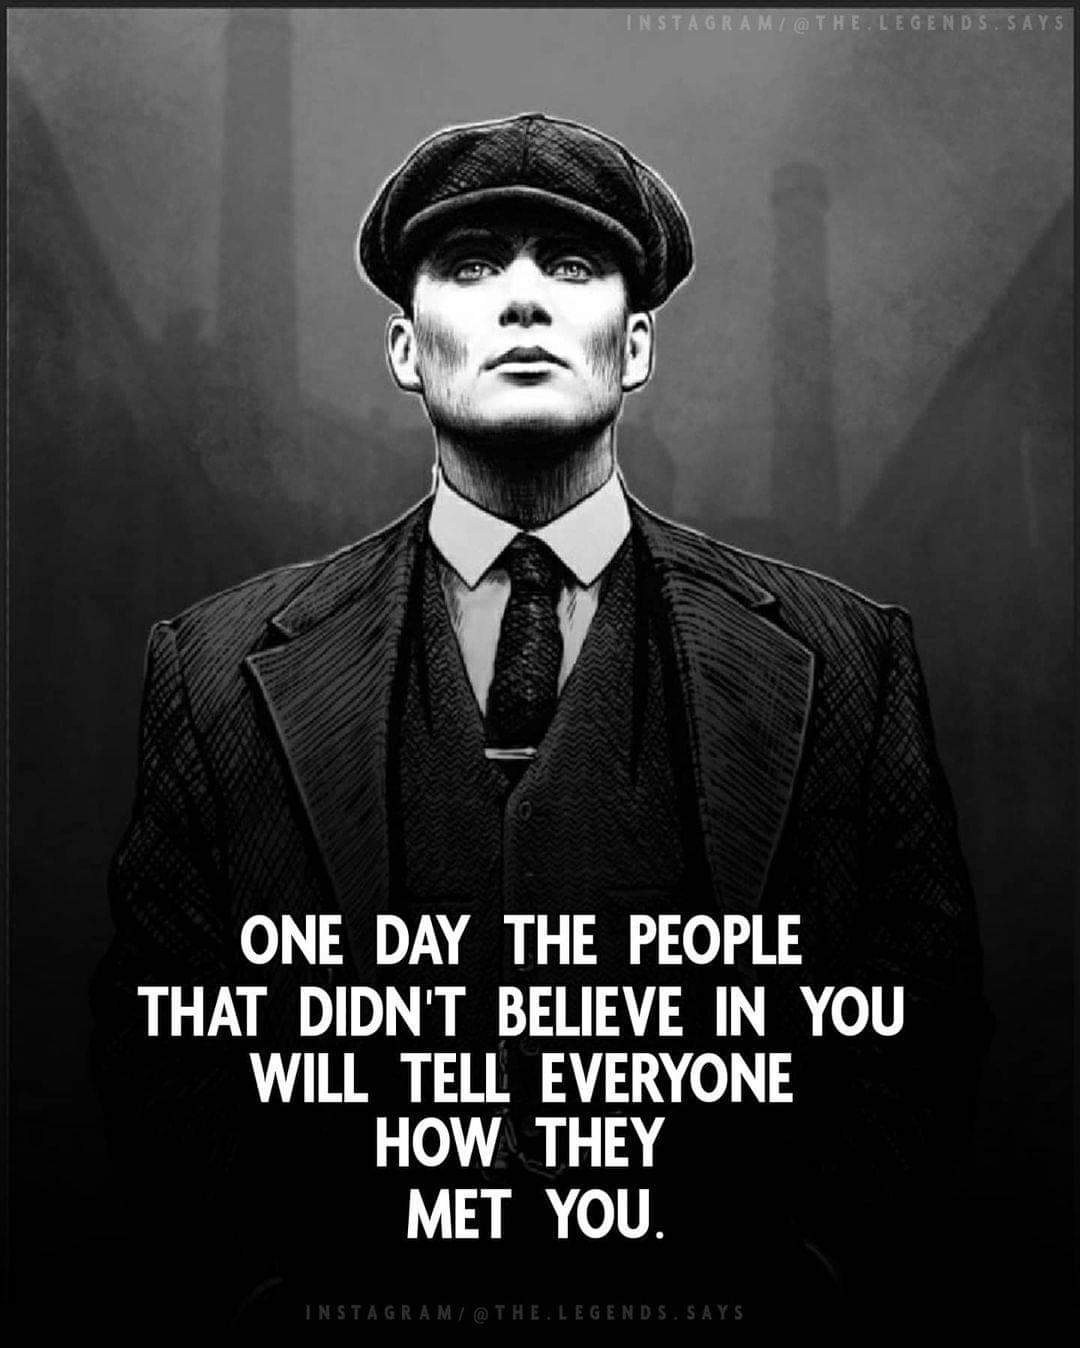 INSTAGRAM/@THE.LEGENDS.SAYS
ONE DAY THE PEOPLE
THAT DIDN'T BELIEVE IN YOU
WILL TELL EVERYONE
HOW THEY
MET YOU.
INSTAGRAM/@THE.LEGENDS.SAYS